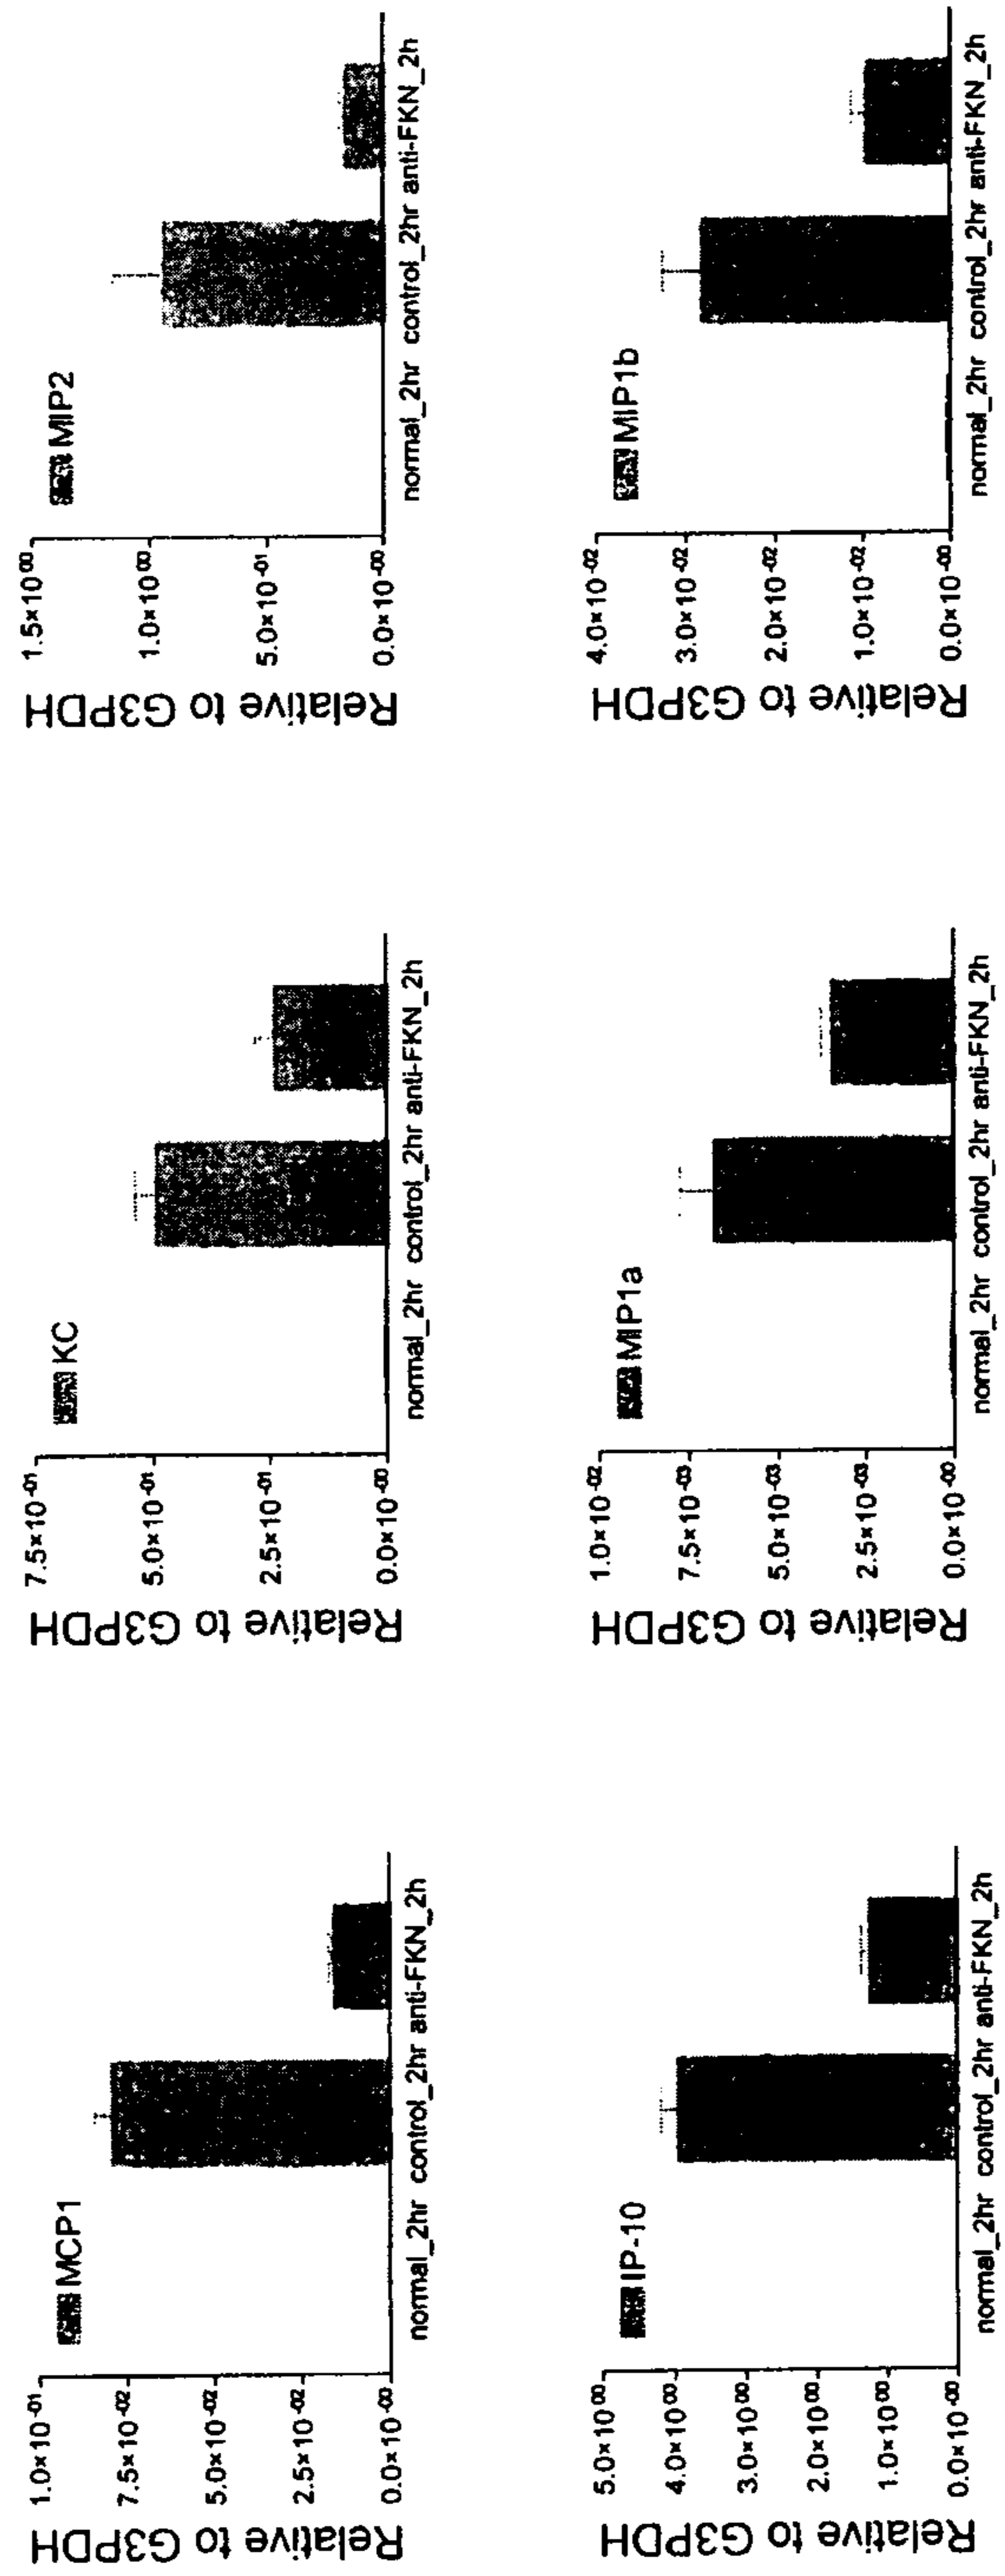 MCP1
Relative to G3PDH
1.0×10⁻⁰¹
7.5×10⁻⁰²
5.0×10⁻⁰²
2.5×10⁻⁰²
0.0×10⁻⁰⁰
normal_2hr control_2hr anti-FKN_2h
KC
Relative to G3PDH
7.5×10⁻⁰¹
5.0×10⁻⁰¹
2.5×10⁻⁰¹
0.0×10⁻⁰⁰
normal_2hr control_2hr anti-FKN_2h
MIP2
Relative to G3PDH
1.5×10⁰⁰
1.0×10⁰⁰
5.0×10⁻⁰¹
0.0×10⁻⁰⁰
normal_2hr control_2hr anti-FKN_2h
IP-10
Relative to G3PDH
5.0×10⁰⁰
4.0×10⁰⁰
3.0×10⁰⁰
2.0×10⁰⁰
1.0×10⁰⁰
0.0×10⁻⁰⁰
normal_2hr control_2hr anti-FKN_2h
MIP1a
Relative to G3PDH
1.0×10⁻⁰²
7.5×10⁻⁰³
5.0×10⁻⁰³
2.5×10⁻⁰³
0.0×10⁻⁰⁰
normal_2hr control_2hr anti-FKN_2h
MIP1b
Relative to G3PDH
4.0×10⁻⁰²
3.0×10⁻⁰²
2.0×10⁻⁰²
1.0×10⁻⁰²
0.0×10⁻⁰⁰
normal_2hr control_2hr anti-FKN_2h